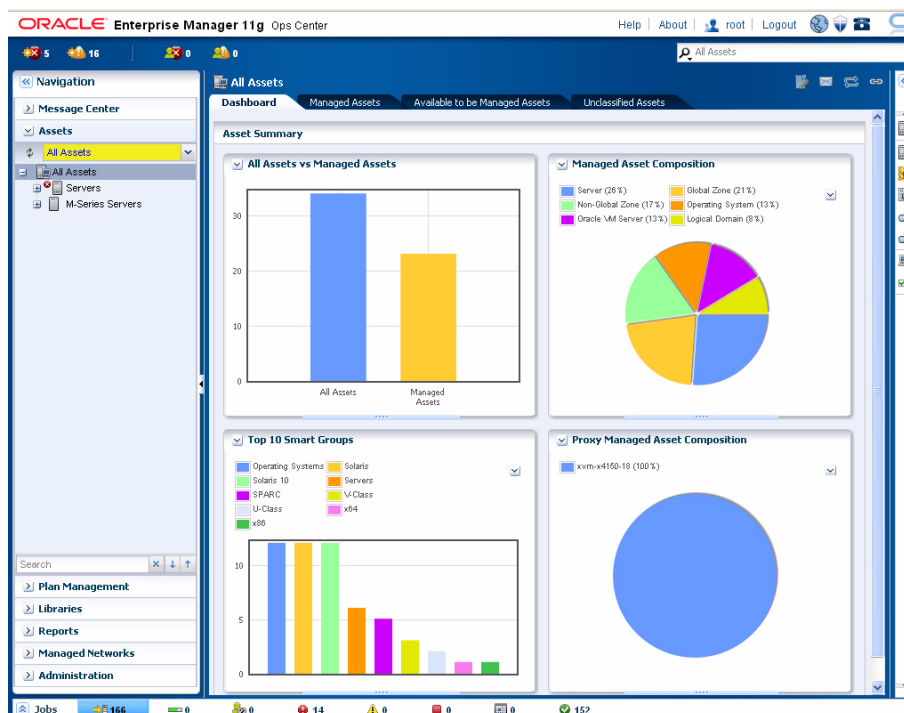 ORACLE Enterprise Manager 11g Ops Center
Help About root Logout
5 16 0 0
All Assets
Navigation
Message Center
Assets
All Assets
All Assets
Servers
M-Series Servers
Search
Plan Management
Libraries
Reports
Managed Networks
Administration
All Assets
Dashboard Managed Assets Available to be Managed Assets Unclassified Assets
Asset Summary
All Assets vs Managed Assets
30
20
10
0
All Assets Managed
Assets
Managed Asset Composition
Server (26%) Global Zone (21%)
Non-Global Zone (17%) Operating System (13%)
Oracle VM Server (13%) Logical Domain (8%)
Top 10 Smart Groups
Operating Systems Solaris
Solaris 10 Servers
SPARC V-Class
U-Class x64
x86
10
5
0
Proxy Managed Asset Composition
xvm-x4150-18 (100%)
Jobs 166 0 0 14 0 0 0 152